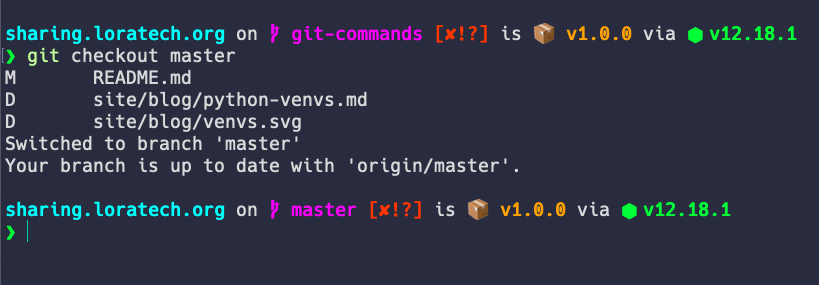 sharing.loratech.org on git-commands [✘!?] is 📦 v1.0.0 via ⬢ v12.18.1
❯ git checkout master
M README.md
D site/blog/python-venvs.md
D site/blog/venvs.svg
Switched to branch 'master'
Your branch is up to date with 'origin/master'.
sharing.loratech.org on master [✘!?] is 📦 v1.0.0 via ⬢ v12.18.1
❯